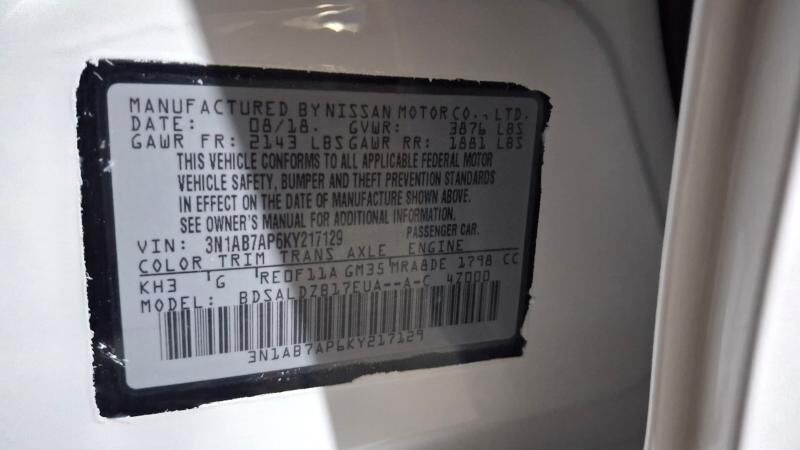 MANUFACTURED BY NISSAN MOTOR CO., LTD.
DATE: 08/18. GVWR: 3876 LBS
GAWR FR: 2143 LBS GAWR RR: 1881 LBS
THIS VEHICLE CONFORMS TO ALL APPLICABLE FEDERAL MOTOR
VEHICLE SAFETY, BUMPER AND THEFT PREVENTION STANDARDS
IN EFFECT ON THE DATE OF MANUFACTURE SHOWN ABOVE.
SEE OWNER'S MANUAL FOR ADDITIONAL INFORMATION.
VIN: 3N1AB7AP6KY217129 PASSENGER CAR.
COLOR TRIM TRANS AXLE ENGINE
KH3 G RE0F11A GM35 MRA8DE 1798 CC
MODEL: BDSALDZB17EUA--A-C 4Z000
3N1AB7AP6KY217129